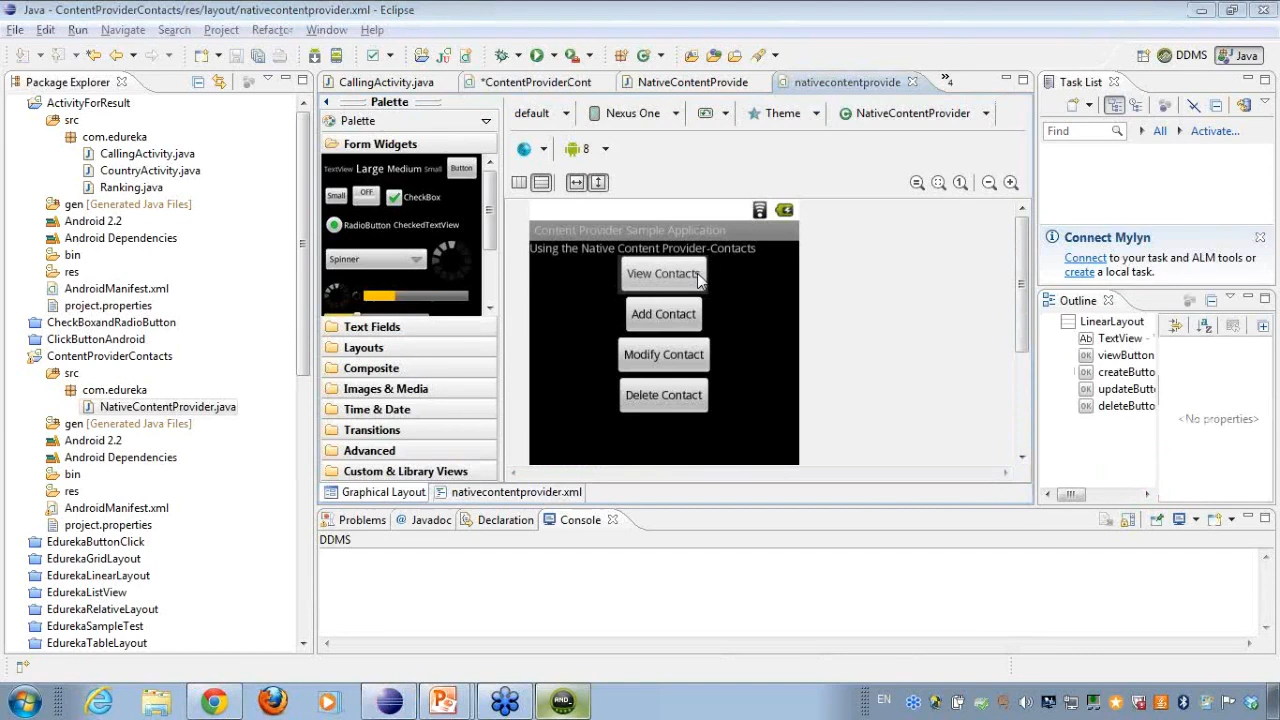 Java - ContentProviderContacts/res/layout/nativecontentprovider.xml - Eclipse
File Edit Run Navigate Search Project Refactor Window Help
DDMS Java
Package Explorer
ActivityForResult
src
com.edureka
CallingActivity.java
CountryActivity.java
Ranking.java
gen [Generated Java Files]
Android 2.2
Android Dependencies
bin
res
AndroidManifest.xml
project.properties
CheckBoxandRadioButton
ClickButtonAndroid
ContentProviderContacts
src
com.edureka
NativeContentProvider.java
gen [Generated Java Files]
Android 2.2
Android Dependencies
bin
res
AndroidManifest.xml
project.properties
EdurekaButtonClick
EdurekaGridLayout
EdurekaLinearLayout
EdurekaListView
EdurekaRelativeLayout
EdurekaSampleTest
EdurekaTableLayout
CallingActivity.java *ContentProviderCont NativeContentProvide nativecontentprovide »4
Palette
Palette
Form Widgets
TextView Large Medium Small Button
Small OFF CheckBox
RadioButton CheckedTextView
Spinner
Text Fields
Layouts
Composite
Images & Media
Time & Date
Transitions
Advanced
Custom & Library Views
default Nexus One Theme NativeContentProvider
8
Content Provider Sample Application
Using the Native Content Provider-Contacts
View Contacts
Add Contact
Modify Contact
Delete Contact
Graphical Layout nativecontentprovider.xml
Task List
Find All Activate...
Connect Mylyn
Connect to your task and ALM tools or
create a local task.
Outline
LinearLayout
Ab TextView -
OK viewButton
OK createButto
OK updateButto
OK deleteButto
<No properties>
Problems Javadoc Declaration Console
DDMS
EN